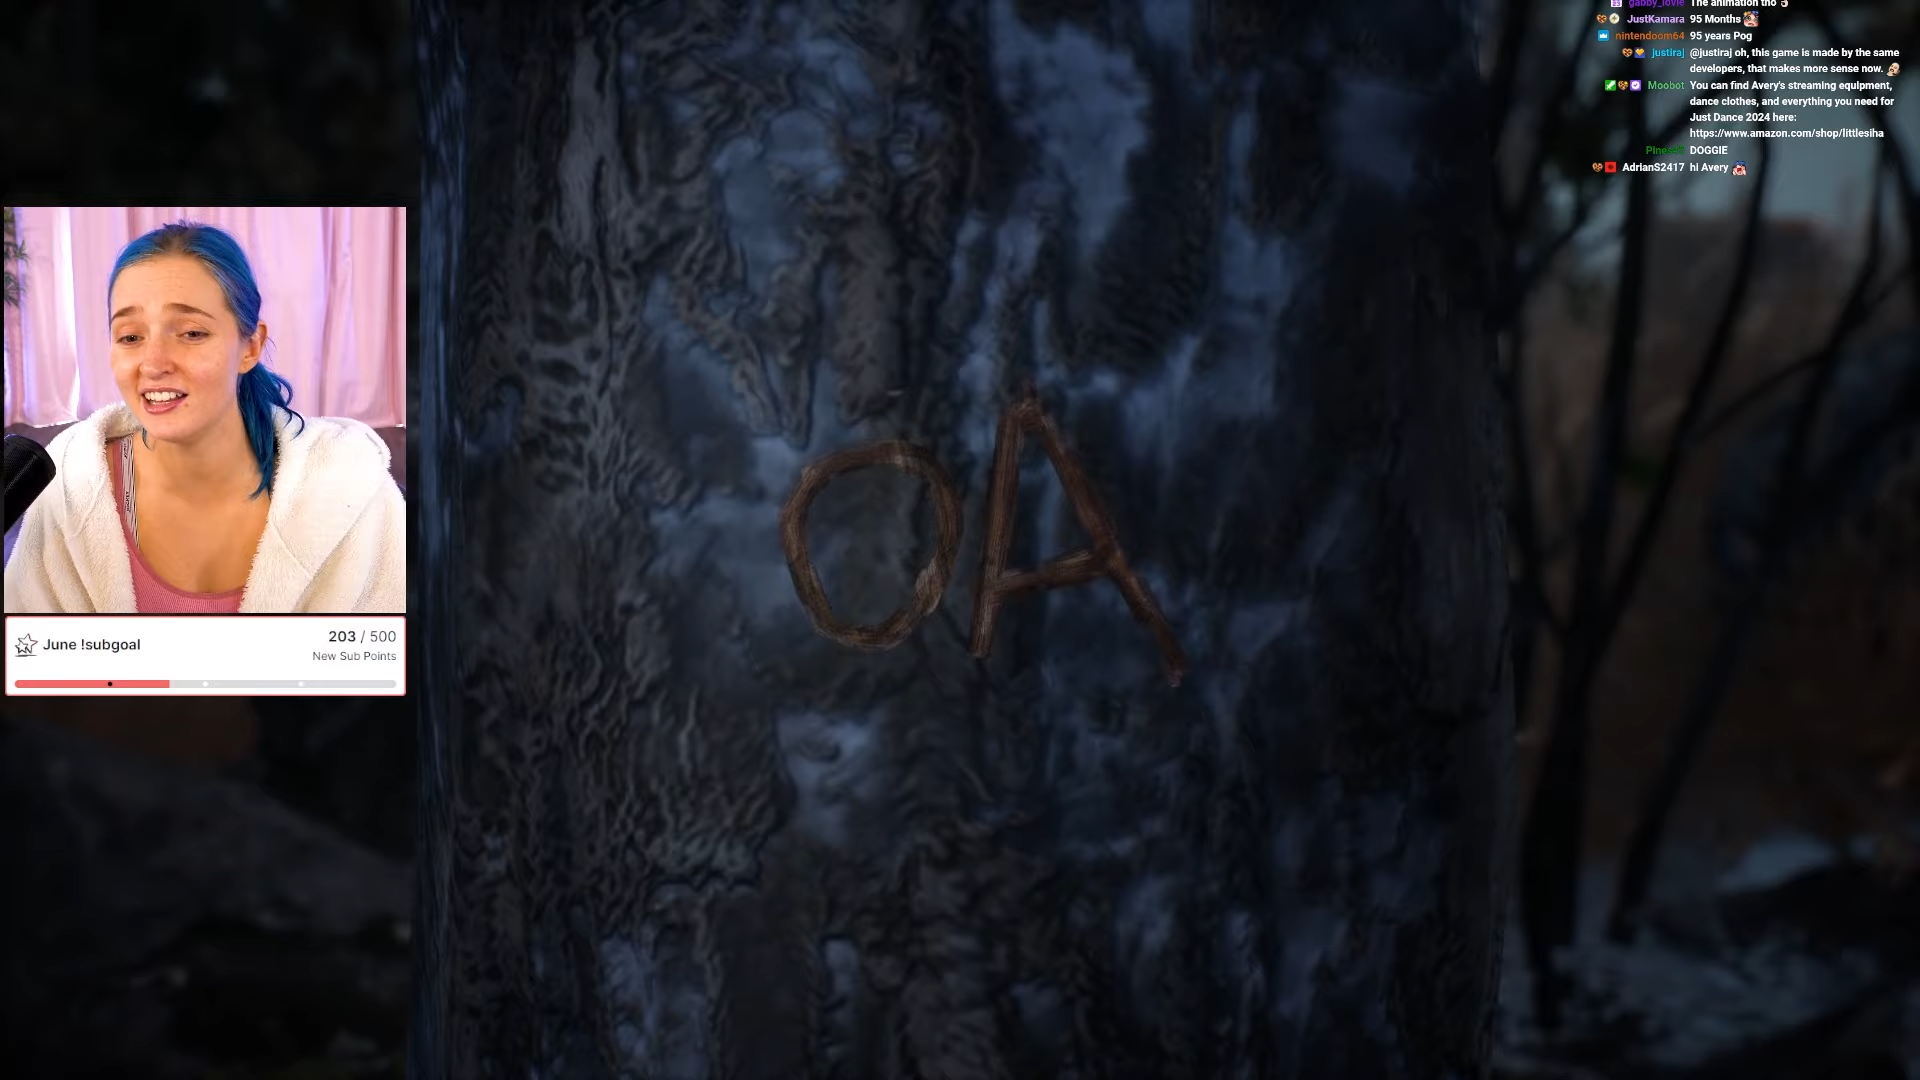 gabby_lovie The animation tho
JustKamara 95 Months
nintendoom64 95 years Pog
justiraj @justiraj oh, this game is made by the same
developers, that makes more sense now.
Moobot You can find Avery's streaming equipment,
dance clothes, and everything you need for
Just Dance 2024 here:
https://www.amazon.com/shop/littlesiha
DOGGIE
AdrianS2417 hi Avery
OA
June !subgoal
203 / 500
New Sub Points